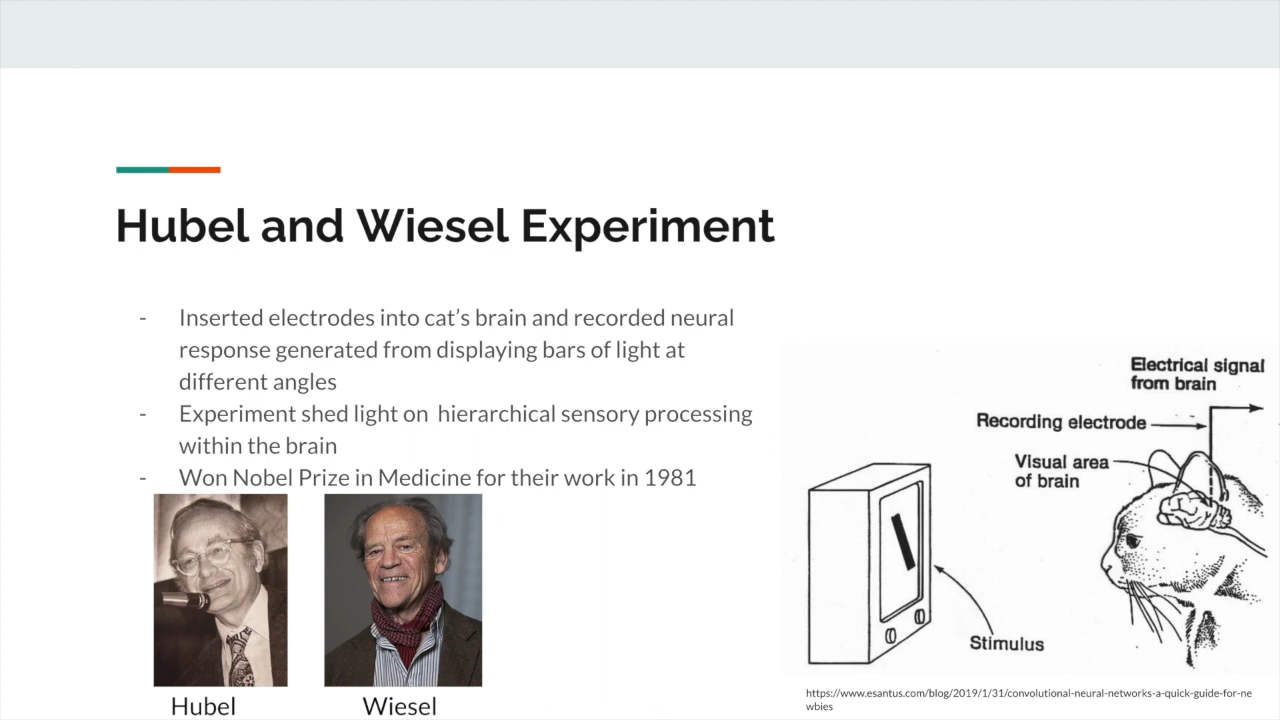 Hubel and Wiesel Experiment
- Inserted electrodes into cat’s brain and recorded neural
response generated from displaying bars of light at
different angles
- Experiment shed light on hierarchical sensory processing
within the brain
- Won Nobel Prize in Medicine for their work in 1981
Hubel
Wiesel
Electrical signal
from brain
Recording electrode
Visual area
of brain
Stimulus
https://www.esantus.com/blog/2019/1/31/convolutional-neural-networks-a-quick-guide-for-ne
wbies